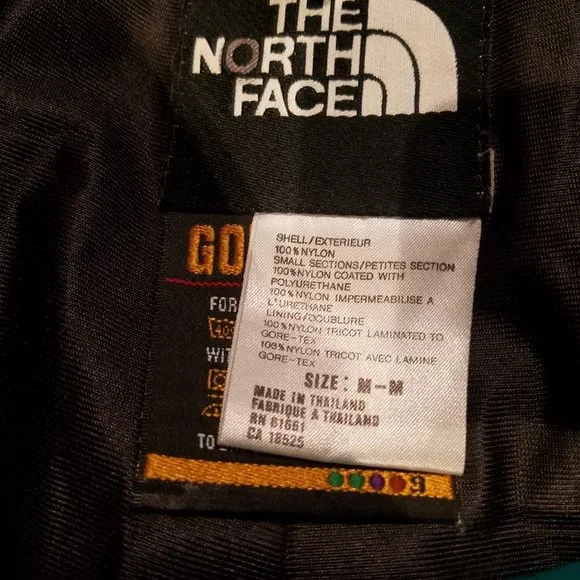 THE
NORTH
FACE
GO
FOR
40
WIT
TO
SHELL/EXTERIEUR
100%NYLON
SMALL SECTIONS/PETITES SECTION
100%NYLON COATED WITH
POLYURETHANE
100%NYLON IMPERMEABILISE A
L'URETHANE
LINING/DOUBLURE
100%NYLON TRICOT LAMINATED TO
GORE-TEX
100%NYLON TRICOT AVEC LAMINE
GORE-TEX
SIZE: M-M
MADE IN THAILAND
FABRIQUE A THAILAND
RN 61661
CA 18525
9